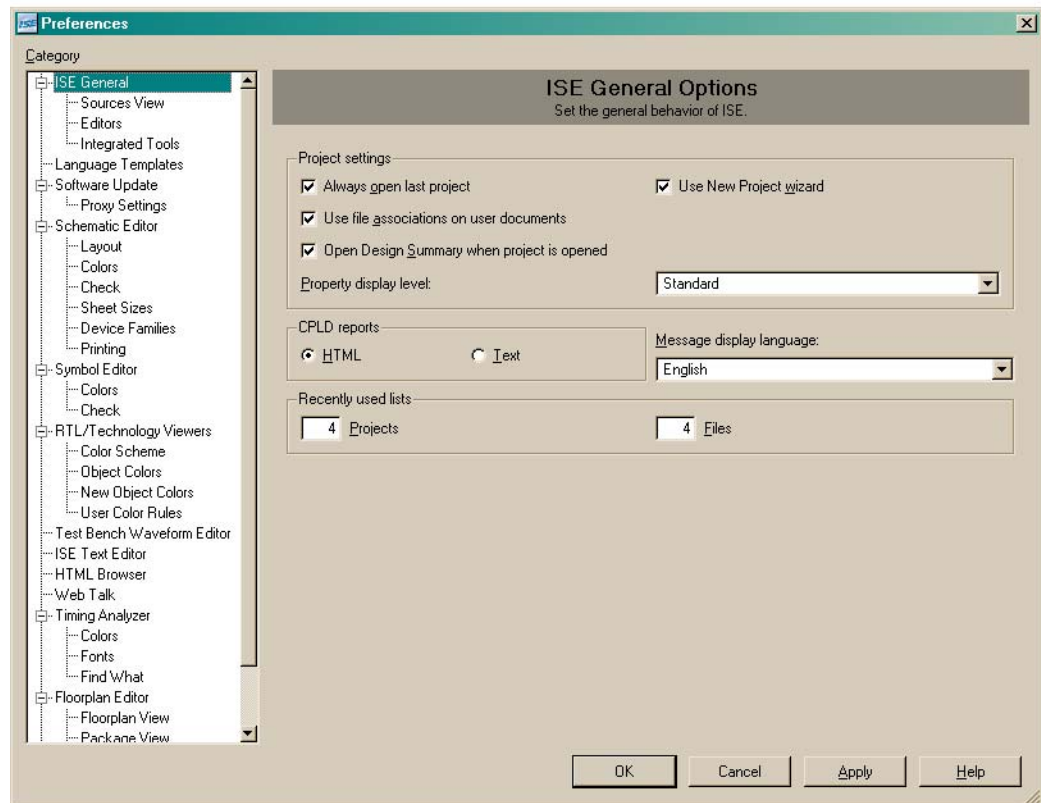 ISE Preferences
Category
ISE General
Sources View
Editors
Integrated Tools
Language Templates
Software Update
Proxy Settings
Schematic Editor
Layout
Colors
Check
Sheet Sizes
Device Families
Printing
Symbol Editor
Colors
Check
RTL/Technology Viewers
Color Scheme
Object Colors
New Object Colors
User Color Rules
Test Bench Waveform Editor
ISE Text Editor
HTML Browser
Web Talk
Timing Analyzer
Colors
Fonts
Find What
Floorplan Editor
Floorplan View
Package View
ISE General Options
Set the general behavior of ISE.
Project settings
Always open last project
Use New Project wizard
Use file associations on user documents
Open Design Summary when project is opened
Property display level:
Standard
CPLD reports
HTML
Text
Message display language:
English
Recently used lists
4 Projects
4 Files
OK
Cancel
Apply
Help